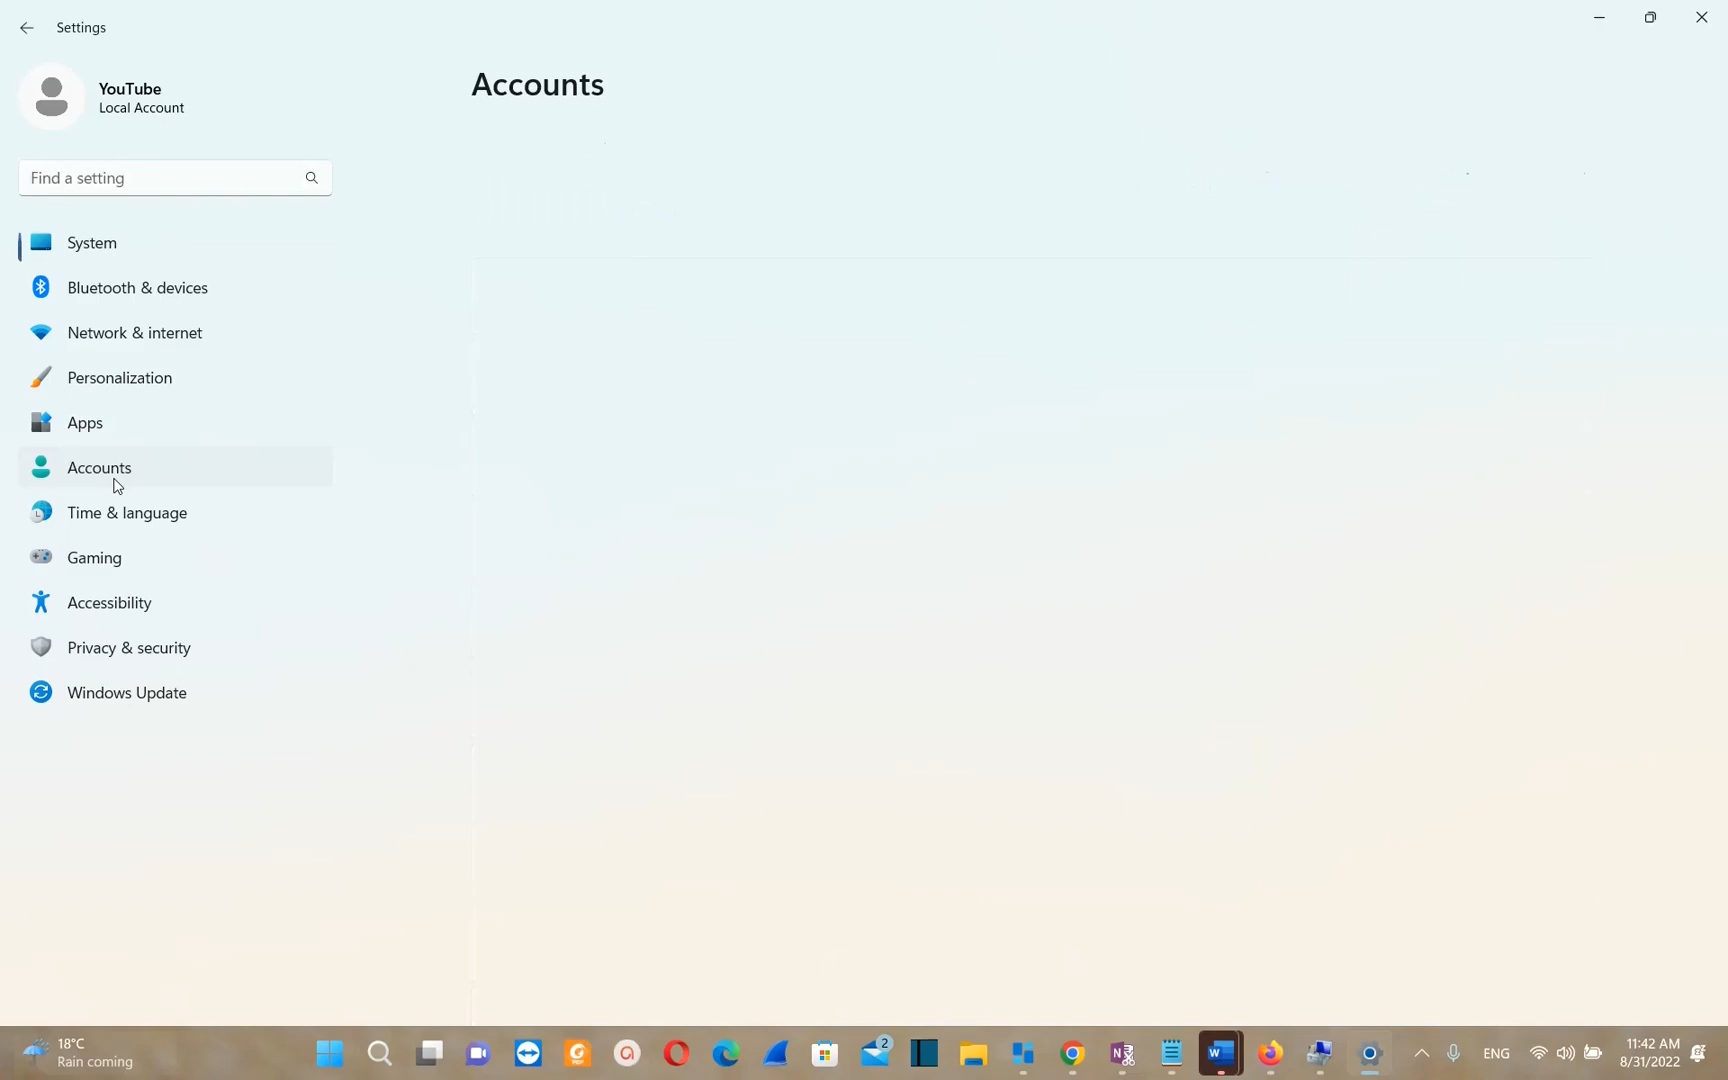 Settings
YouTube
Local Account
Find a setting
System
Bluetooth & devices
Network & internet
Personalization
Apps
Accounts
Time & language
Gaming
Accessibility
Privacy & security
Windows Update
Accounts
18°C
Rain coming
2
ENG
11:42 AM
8/31/2022